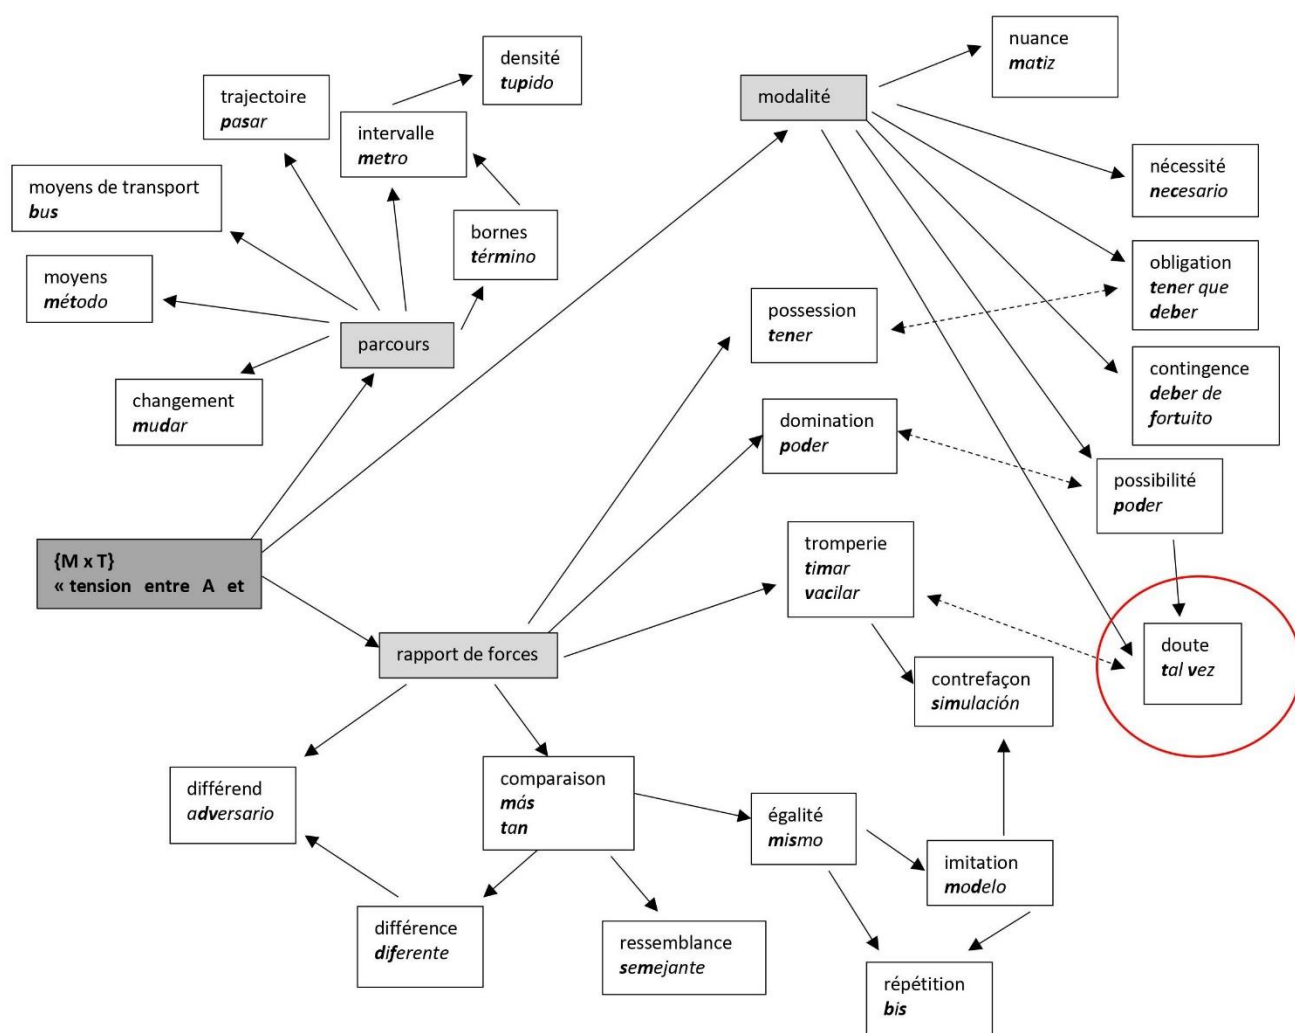 nuance
matiz
densité
tupido
modalité
trajectoire
pasar
intervalle
metro
nécessité
necesario
moyens de transport
bus
bornes
término
obligation
tener que
deber
moyens
método
possession
tener
parcours
contingence
deber de
fortuito
changement
mudar
domination
poder
possibilité
poder
{M x T}
« tension entre A et
tromperie
timar
vacilar
doute
tal vez
rapport de forces
contrefaçon
simulación
différend
adversario
comparaison
más
tan
égalité
mismo
imitation
modelo
différence
diferente
ressemblance
semejante
répétition
bis